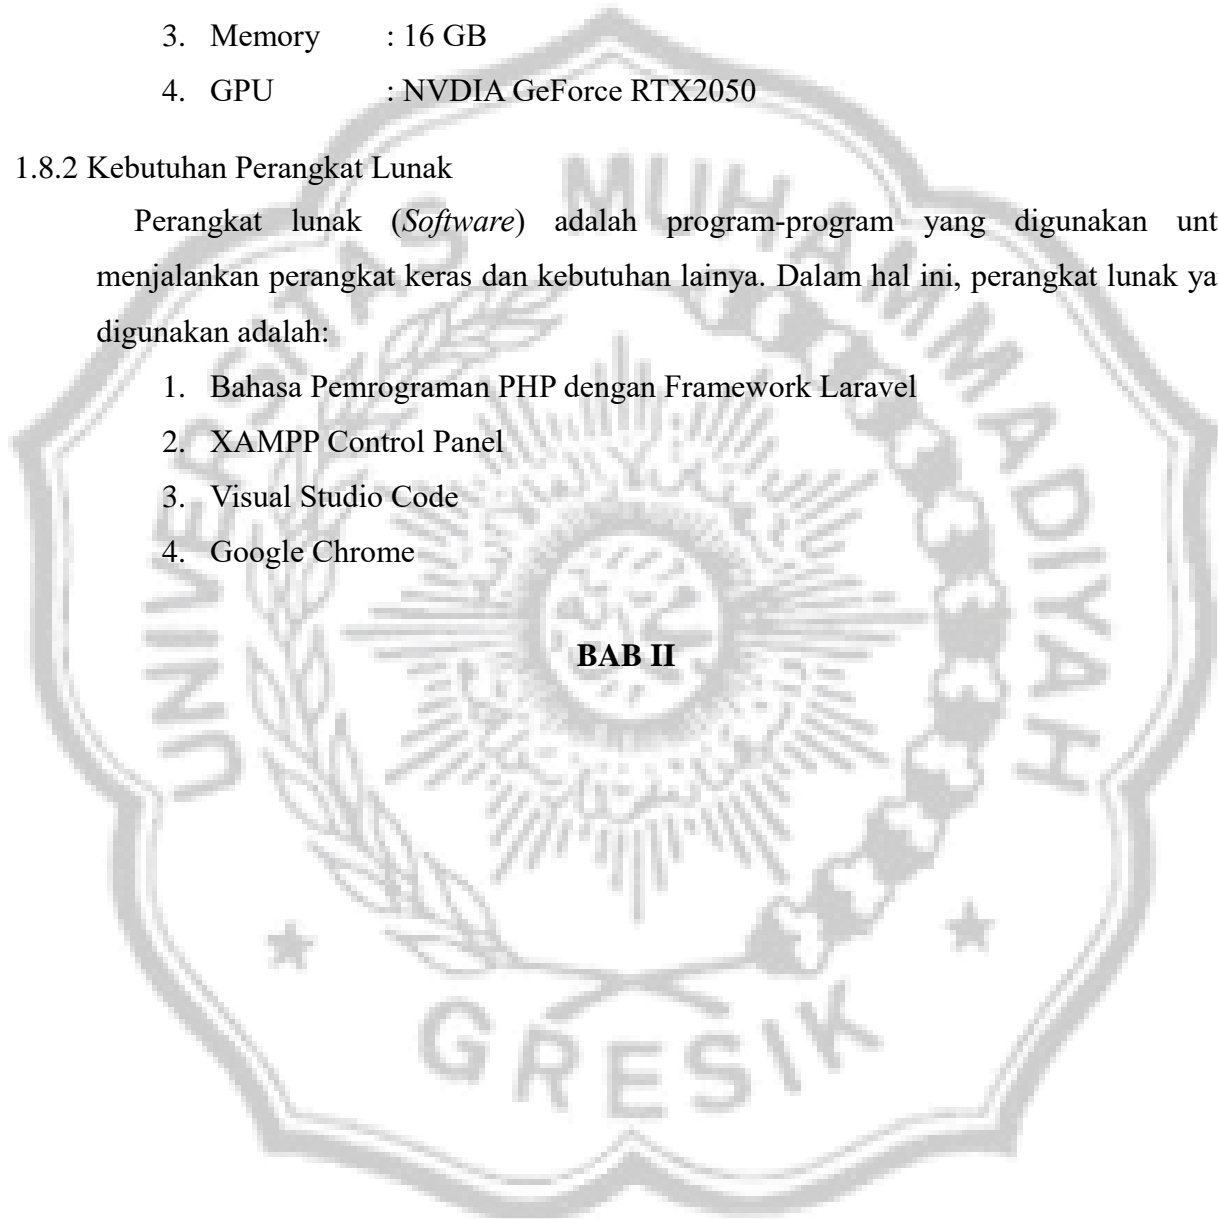 3. Memory : 16 GB
4. GPU : NVDIA GeForce RTX2050
1.8.2 Kebutuhan Perangkat Lunak
Perangkat lunak (Software) adalah program-program yang digunakan unt
menjalankan perangkat keras dan kebutuhan lainya. Dalam hal ini, perangkat lunak ya
digunakan adalah:
1. Bahasa Pemrograman PHP dengan Framework Laravel
2. XAMPP Control Panel
3. Visual Studio Code
4. Google Chrome
BAB II
UNIVERSITAS MUHAMMADIYAH
GRESIK